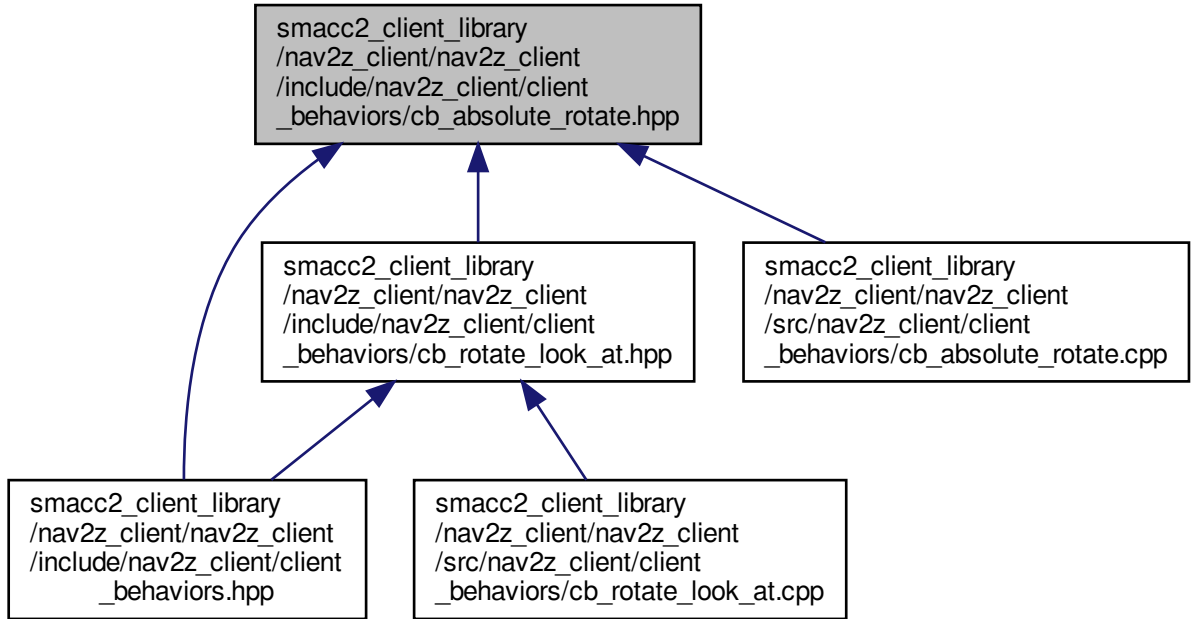 smacc2_client_library
/nav2z_client/nav2z_client
/include/nav2z_client/client
_behaviors/cb_absolute_rotate.hpp
smacc2_client_library
/nav2z_client/nav2z_client
/include/nav2z_client/client
_behaviors/cb_rotate_look_at.hpp
smacc2_client_library
/nav2z_client/nav2z_client
/src/nav2z_client/client
_behaviors/cb_absolute_rotate.cpp
smacc2_client_library
/nav2z_client/nav2z_client
/include/nav2z_client/client
_behaviors.hpp
smacc2_client_library
/nav2z_client/nav2z_client
/src/nav2z_client/client
_behaviors/cb_rotate_look_at.cpp